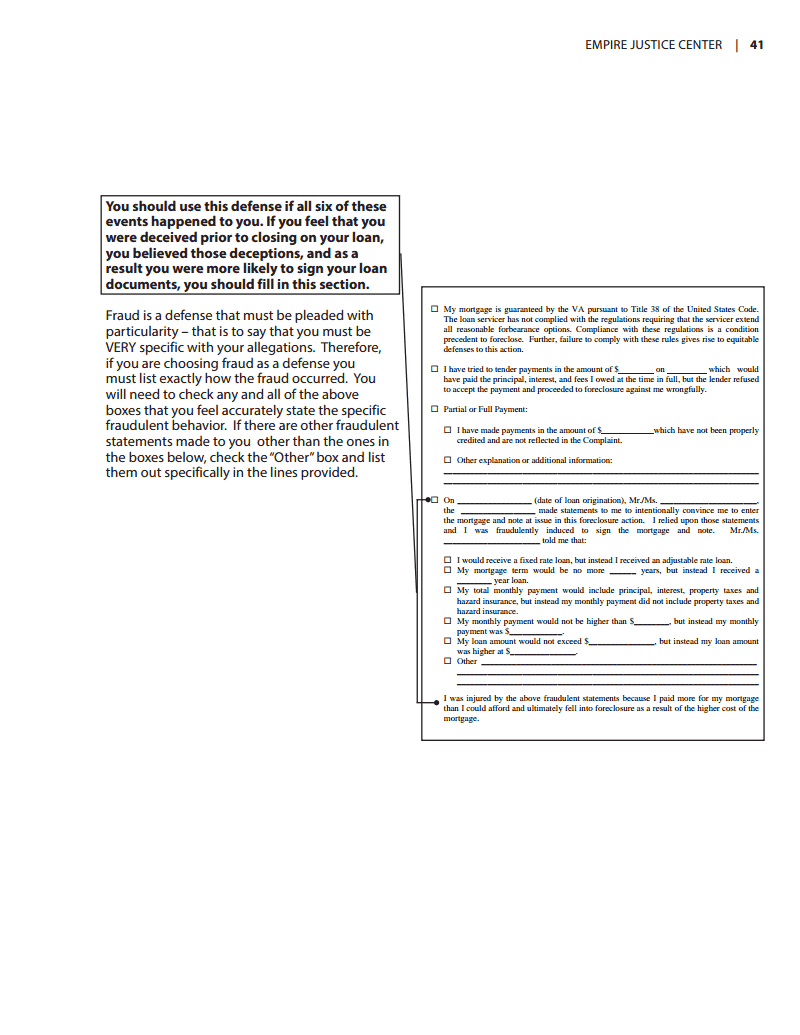 EMPIRE JUSTICE CENTER | 41
You should use this defense if all six of these
events happened to you. If you feel that you
were deceived prior to closing on your loan,
you believed those deceptions, and as a
result you were more likely to sign your loan
documents, you should fill in this section.
Fraud is a defense that must be pleaded with
particularity – that is to say that you must be
VERY specific with your allegations. Therefore,
if you are choosing fraud as a defense you
must list exactly how the fraud occurred. You
will need to check any and all of the above
boxes that you feel accurately state the specific
fraudulent behavior. If there are other fraudulent
statements made to you other than the ones in
the boxes below, check the "Other" box and list
them out specifically in the lines provided.
☐ My mortgage is guaranteed by the VA pursuant to Title 38 of the United States Code.
The loan servicer has not complied with the regulations requiring that the servicer extend
all reasonable forbearance options. Compliance with these regulations is a condition
precedent to foreclose. Further, failure to comply with these rules gives rise to equitable
defenses to this action.
☐ I have tried to tender payments in the amount of $________ on _________ which would
have paid the principal, interest, and fees I owed at the time in full, but the lender refused
to accept the payment and proceeded to foreclosure against me wrongfully.
☐ Partial or Full Payment:
☐ I have made payments in the amount of $____________which have not been properly
credited and are not reflected in the Complaint.
☐ Other explanation or additional information:
☐ On _________________ (date of loan origination), Mr./Ms. ______________________,
the _________________ made statements to me to intentionally convince me to enter
the mortgage and note at issue in this foreclosure action. I relied upon those statements
and I was fraudulently induced to sign the mortgage and note. Mr./Ms.
______________________ told me that:
☐ I would receive a fixed rate loan, but instead I received an adjustable rate loan.
☐ My mortgage term would be no more ______ years, but instead I received a
________ year loan.
☐ My total monthly payment would include principal, interest, property taxes and
hazard insurance, but instead my monthly payment did not include property taxes and
hazard insurance.
☐ My monthly payment would not be higher than $________, but instead my monthly
payment was $____________.
☐ My loan amount would not exceed $_______________, but instead my loan amount
was higher at $_______________.
☐ Other ______________________________
I was injured by the above fraudulent statements because I paid more for my mortgage
than I could afford and ultimately fell into foreclosure as a result of the higher cost of the
mortgage.